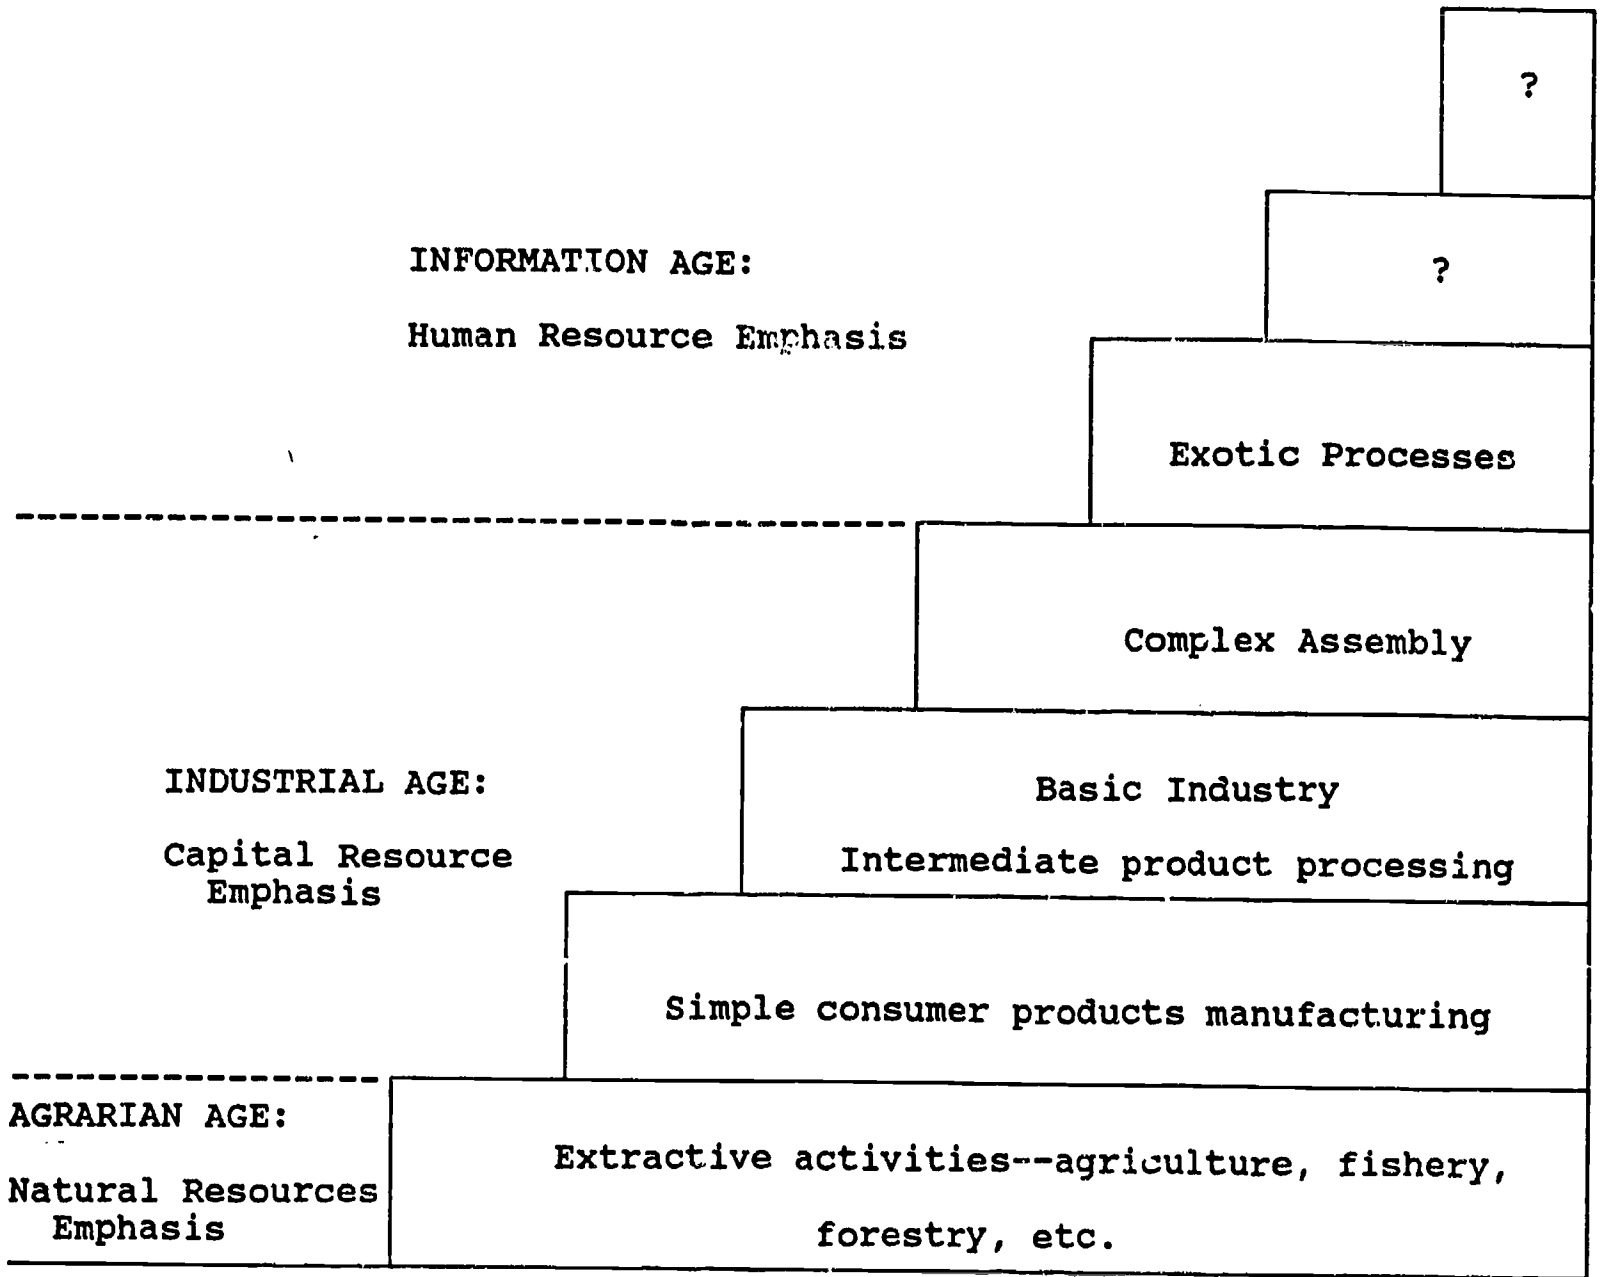 ?
?
INFORMATION AGE:
Human Resource Emphasis
Exotic Processes
Complex Assembly
INDUSTRIAL AGE:
Capital Resource
Emphasis
Basic Industry
Intermediate product processing
Simple consumer products manufacturing
AGRARIAN AGE:
Natural Resources
Emphasis
Extractive activities--agriculture, fishery,
forestry, etc.